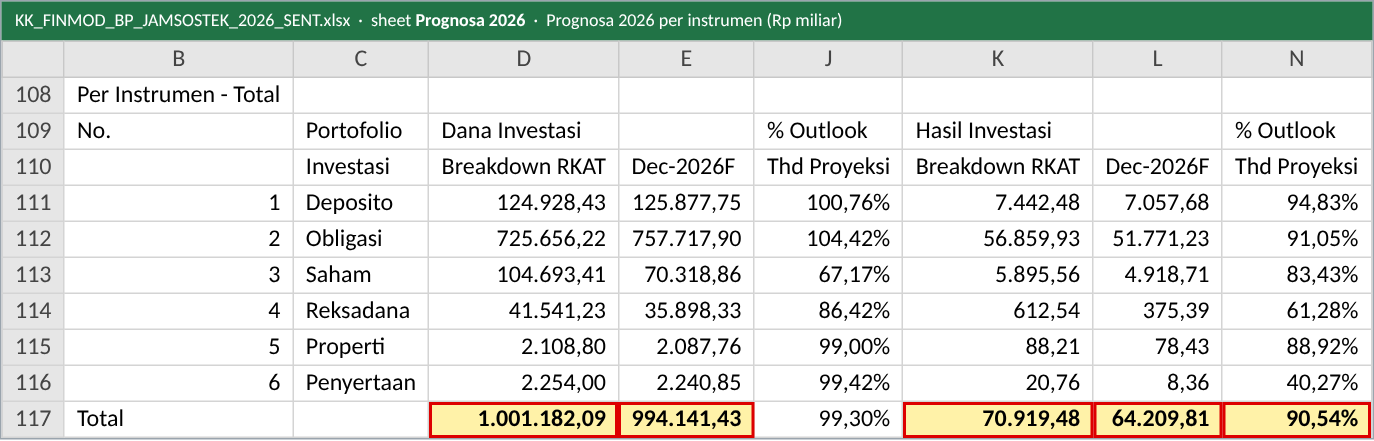 KK_FINMOD_BP_JAMSOSTEK_2026_SENT.xlsx · sheet Prognosa 2026 · Prognosa 2026 per instrumen (Rp miliar)
B C D E J K L N
108 Per Instrumen - Total
109 No. Portofolio Dana Investasi % Outlook Hasil Investasi % Outlook
110 Investasi Breakdown RKAT Dec-2026F Thd Proyeksi Breakdown RKAT Dec-2026F Thd Proyeksi
111 1 Deposito 124.928,43 125.877,75 100,76% 7.442,48 7.057,68 94,83%
112 2 Obligasi 725.656,22 757.717,90 104,42% 56.859,93 51.771,23 91,05%
113 3 Saham 104.693,41 70.318,86 67,17% 5.895,56 4.918,71 83,43%
114 4 Reksadana 41.541,23 35.898,33 86,42% 612,54 375,39 61,28%
115 5 Properti 2.108,80 2.087,76 99,00% 88,21 78,43 88,92%
116 6 Penyertaan 2.254,00 2.240,85 99,42% 20,76 8,36 40,27%
117 Total 1.001.182,09 994.141,43 99,30% 70.919,48 64.209,81 90,54%